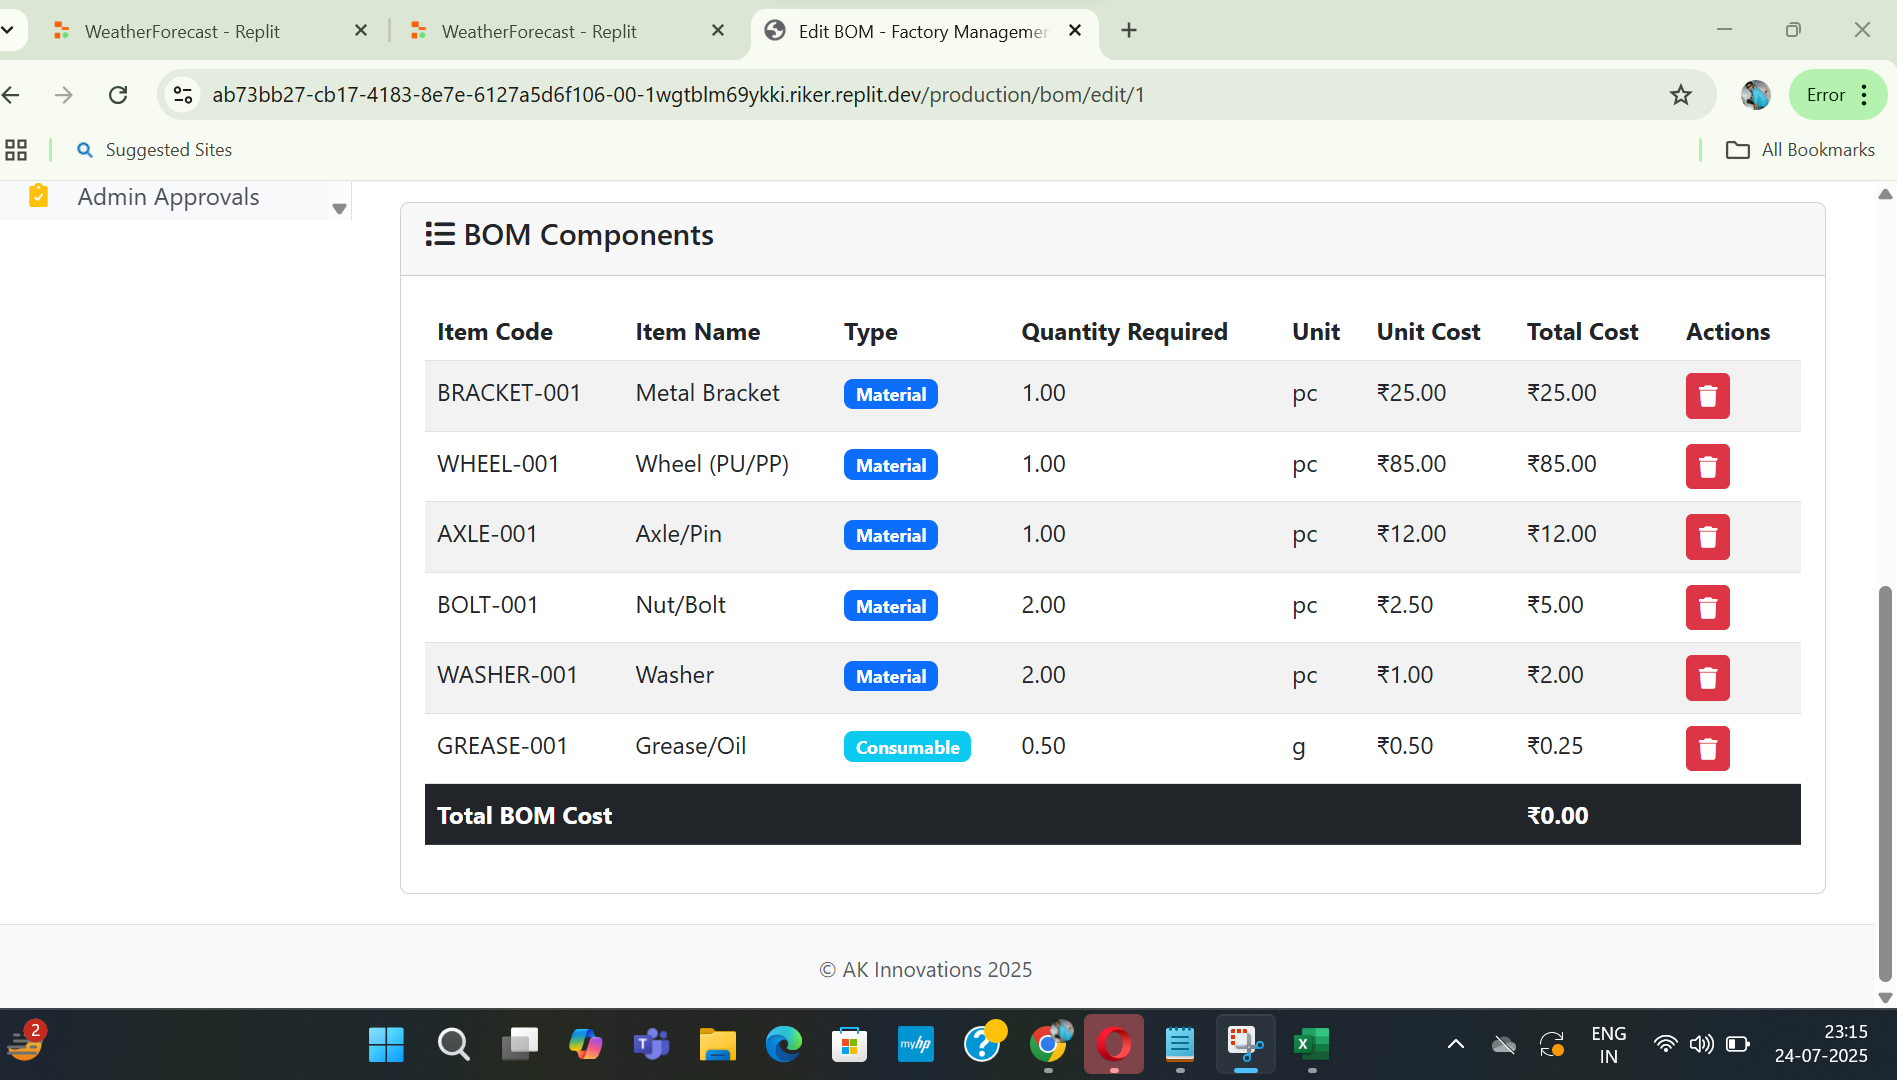 WeatherForecast - Replit
WeatherForecast - Replit
Edit BOM - Factory Managemer
ab73bb27-cb17-4183-8e7e-6127a5d6f106-00-1wgtblm69ykki.riker.replit.dev/production/bom/edit/1
Error
Suggested Sites
All Bookmarks
Admin Approvals
BOM Components
Item Code Item Name Type Quantity Required Unit Unit Cost Total Cost Actions
BRACKET-001 Metal Bracket Material 1.00 pc ₹25.00 ₹25.00
WHEEL-001 Wheel (PU/PP) Material 1.00 pc ₹85.00 ₹85.00
AXLE-001 Axle/Pin Material 1.00 pc ₹12.00 ₹12.00
BOLT-001 Nut/Bolt Material 2.00 pc ₹2.50 ₹5.00
WASHER-001 Washer Material 2.00 pc ₹1.00 ₹2.00
GREASE-001 Grease/Oil Consumable 0.50 g ₹0.50 ₹0.25
Total BOM Cost ₹0.00
© AK Innovations 2025
2
T
myhp
?
X
ENG
IN
23:15
24-07-2025